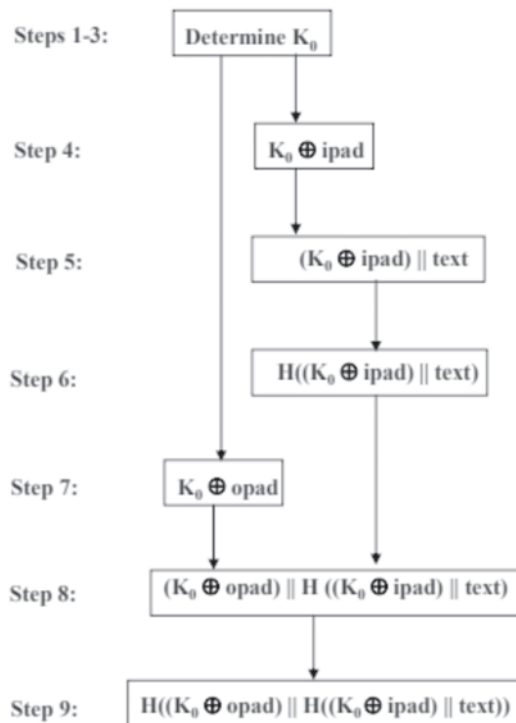 Steps 1-3: Determine K₀
Step 4: K₀ ⊕ ipad
Step 5: (K₀ ⊕ ipad) || text
Step 6: H((K₀ ⊕ ipad) || text)
Step 7: K₀ ⊕ opad
Step 8: (K₀ ⊕ opad) || H ((K₀ ⊕ ipad) || text)
Step 9: H((K₀ ⊕ opad) || H((K₀ ⊕ ipad) || text))